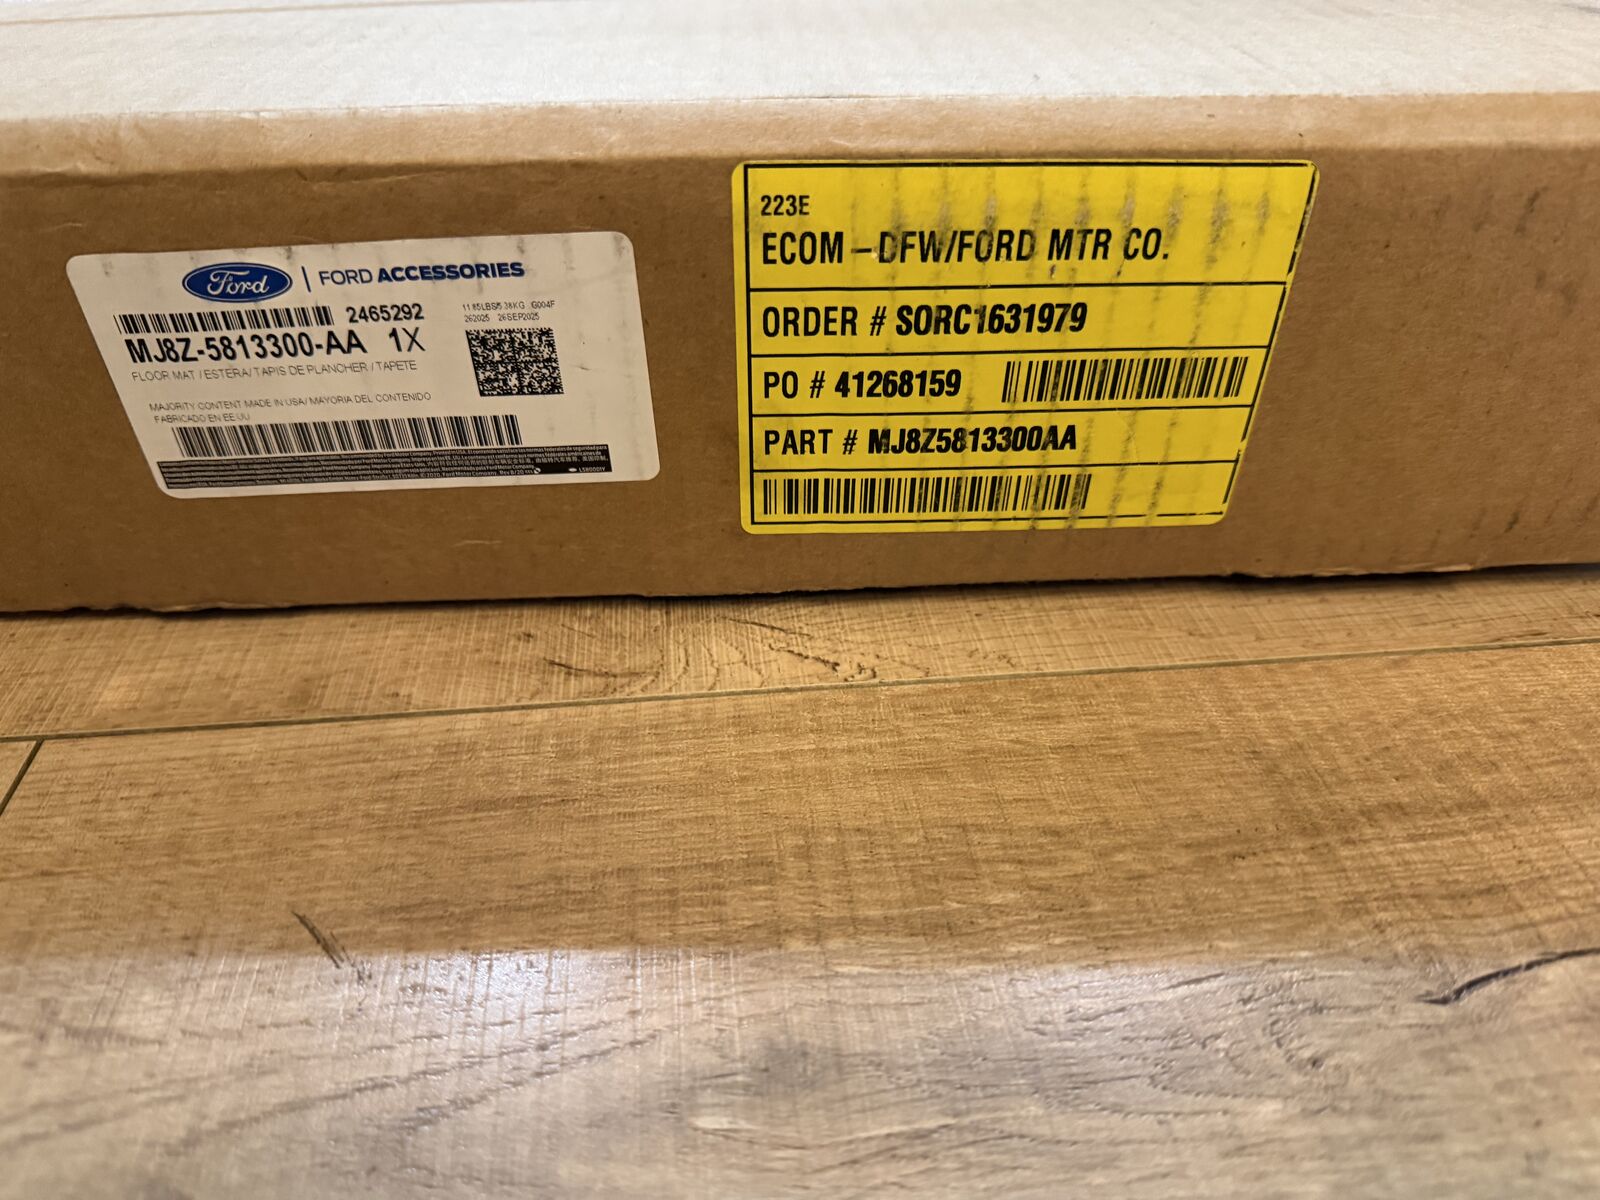 Ford | FORD ACCESSORIES
2465292
11.85LBS/5.38KG G004F
262025 26SEP2025
MJ8Z-5813300-AA 1X
FLOOR MAT / ESTERA/ TAPIS DE PLANCHER / TAPETE
MAJORITY CONTENT MADE IN USA/ MAYORIA DEL CONTENIDO
FABRICADO EN EE.UU
223E
ECOM - DFW/FORD MTR CO.
ORDER # SORC1631979
PO # 41268159
PART # MJ8Z5813300AA